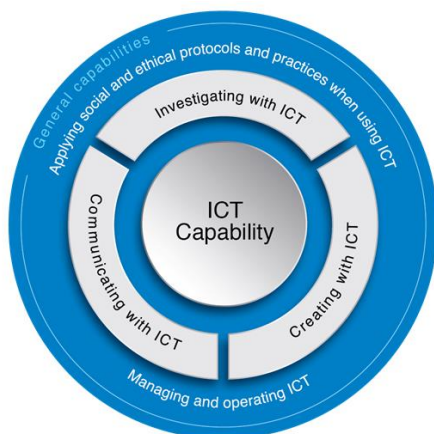 General capabilities
Applying social and ethical protocols and practices when using ICT
Investigating with ICT
ICT
Capability
Communicating with ICT
Creating with ICT
Managing and operating ICT